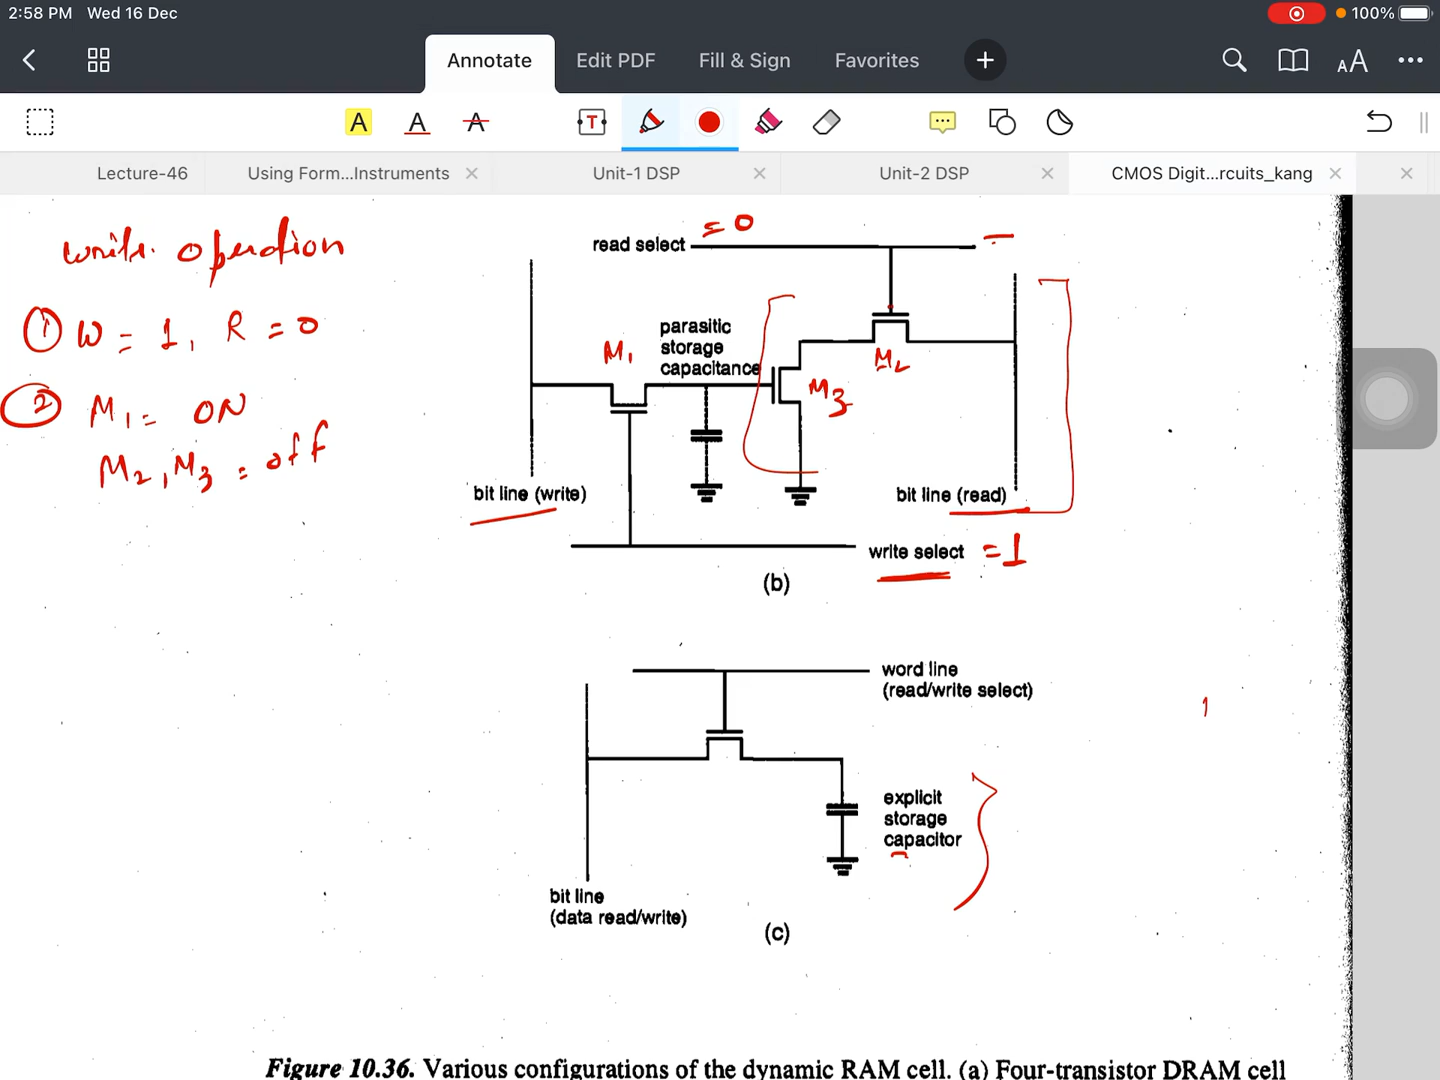 2:58 PM Wed 16 Dec
100%
Annotate
Edit PDF
Fill & Sign
Favorites
AA
A A A T
Lecture-46
Using Form...Instruments
Unit-1 DSP
Unit-2 DSP
CMOS Digit...rcuits_kang
write operation
① W = 1, R = 0
② M1 = ON
M2, M3 = off
read select = 0
parasitic
storage
capacitance
M1
M2
M3
bit line (write)
bit line (read)
write select = 1
(b)
word line
(read/write select)
explicit
storage
capacitor
bit line
(data read/write)
(c)
Figure 10.36. Various configurations of the dynamic RAM cell. (a) Four-transistor DRAM cell